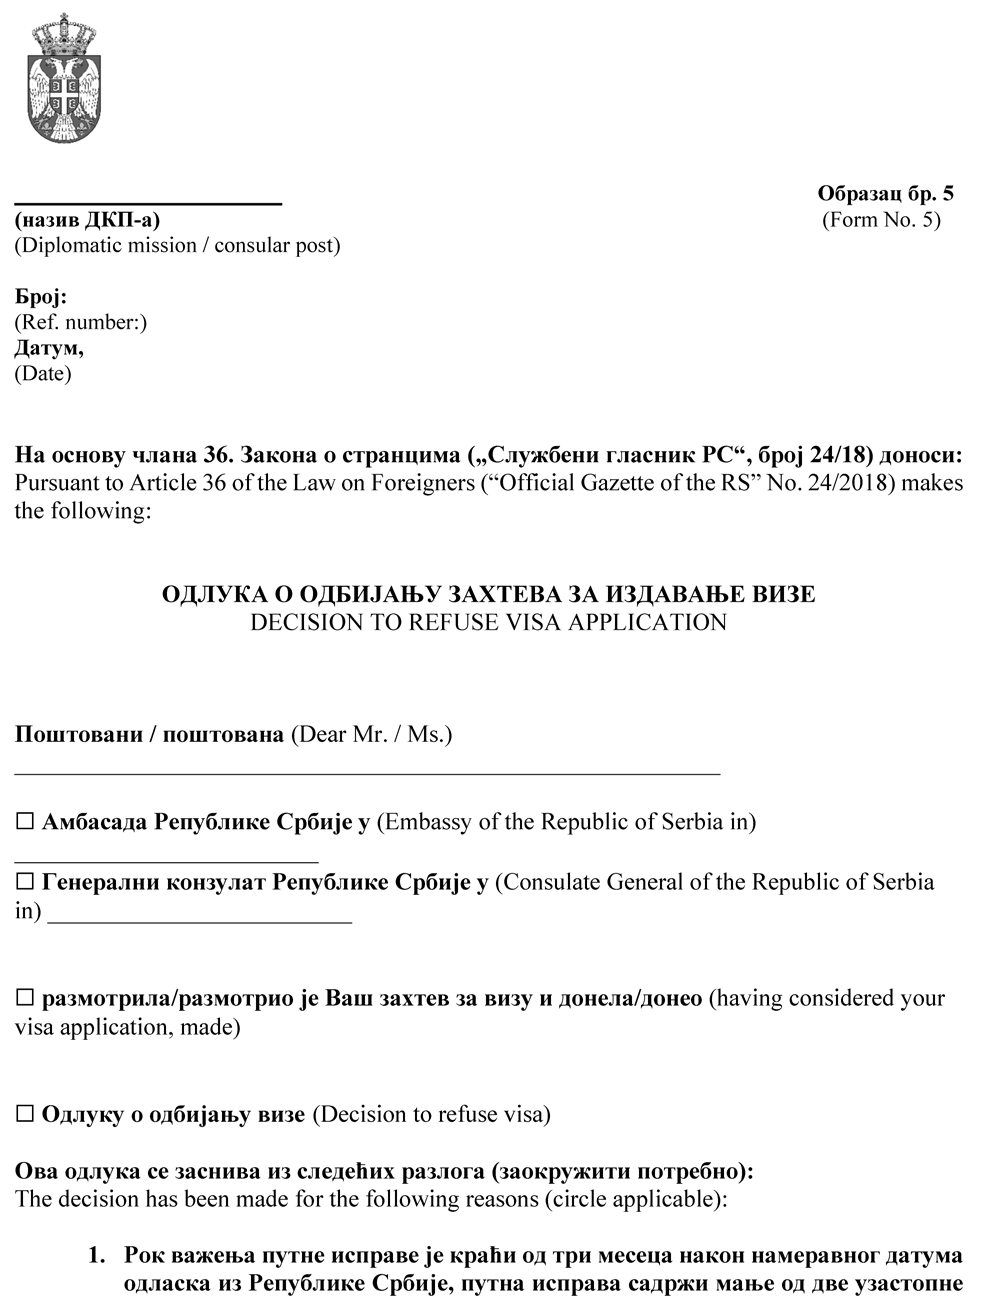 Образац бр. 5
(назив ДКП-а)
(Form No. 5)
(Diplomatic mission / consular post)
Број:
(Ref. number:)
Датум,
(Date)
На основу члана 36. Закона о странцима („Службени гласник РС“, број 24/18) доноси:
Pursuant to Article 36 of the Law on Foreigners (“Official Gazette of the RS” No. 24/2018) makes
the following:
ОДЛУКА О ОДБИЈАЊУ ЗАХТЕВА ЗА ИЗДАВАЊЕ ВИЗЕ
DECISION TO REFUSE VISA APPLICATION
Поштовани / поштована (Dear Mr. / Ms.)
☐ Амбасада Републике Србије у (Embassy of the Republic of Serbia in)
☐ Генерални конзулат Републике Србије у (Consulate General of the Republic of Serbia
in)
☐ размотрила/размотрио је Ваш захтев за визу и донела/донео (having considered your
visa application, made)
☐ Одлуку о одбијању визе (Decision to refuse visa)
Ова одлука се заснива из следећих разлога (заокружити потребно):
The decision has been made for the following reasons (circle applicable):
1. Рок важења путне исправе је краћи од три месеца након намераваног датума
одласка из Републике Србије, путна исправа садржи мање од две узастопне